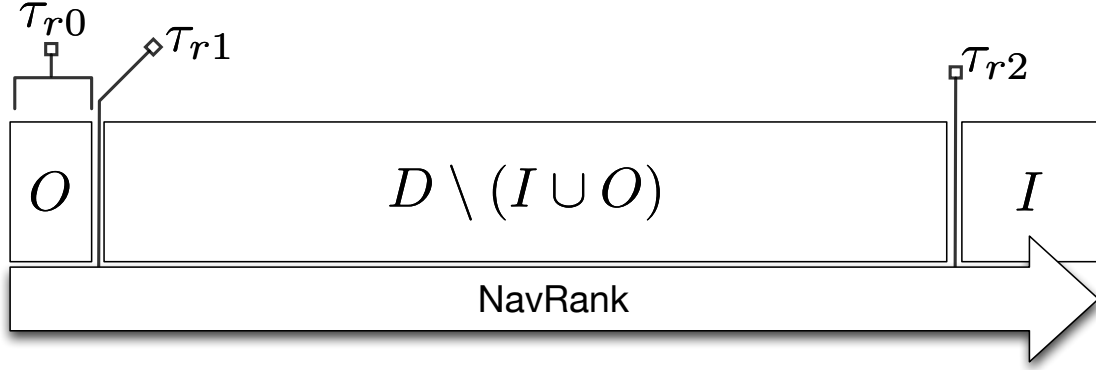 τr0
τr1
τr2
O
D \ (I ∪ O)
I
NavRank